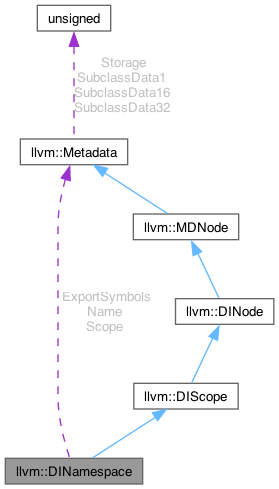 unsigned
Storage
SubclassData1
SubclassData16
SubclassData32
llvm::Metadata
llvm::MDNode
ExportSymbols
Name
Scope
llvm::DINode
llvm::DIScope
llvm::DINamespace